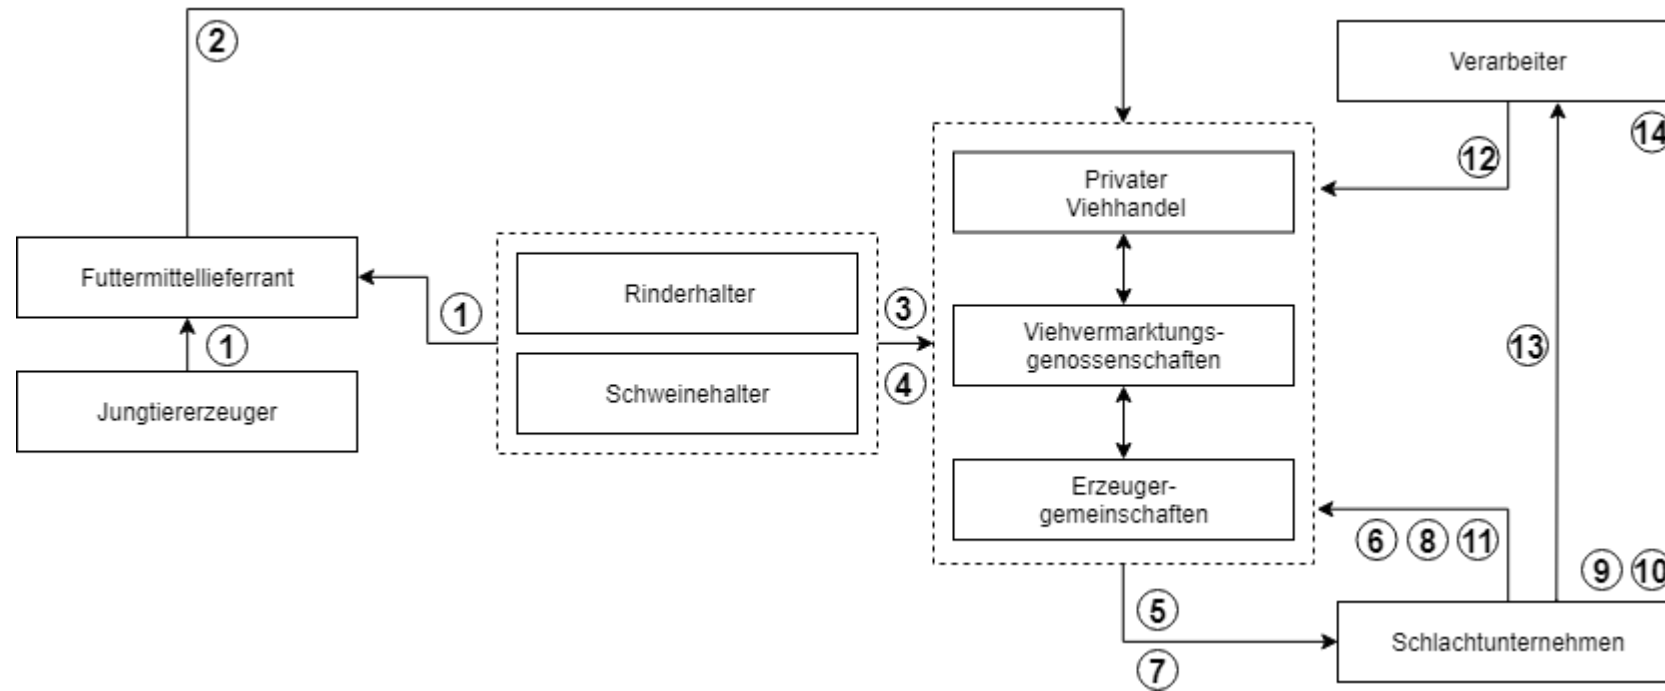 2
Verarbeiter
14
12
Privater
Viehhandel
Futtermittellieferrant
1
Rinderhalter
3
Viehvermarktungs-
genossenschaften
13
1
Jungtiererzeuger
Schweinehalter
4
Erzeuger-
gemeinschaften
6 8 11
9 10
5
Schlachtunternehmen
7